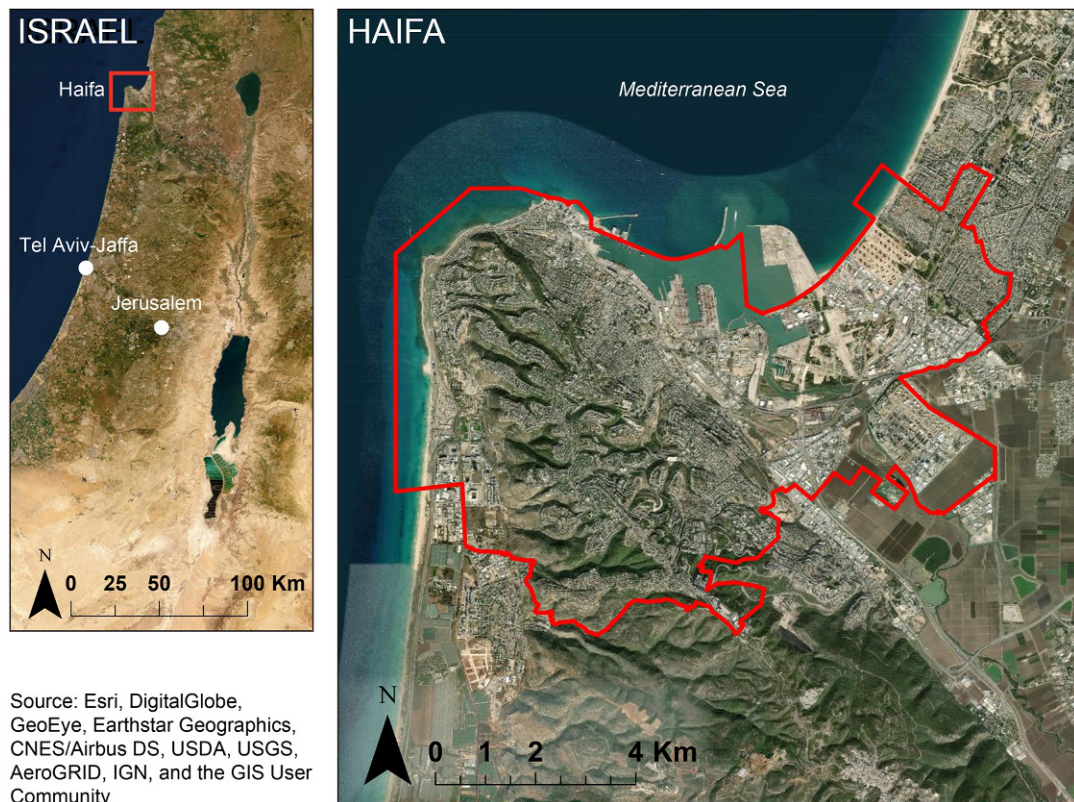 ISRAEL
Haifa
Tel Aviv-Jaffa
Jerusalem
N
0 25 50 100 Km
Source: Esri, DigitalGlobe,
GeoEye, Earthstar Geographics,
CNES/Airbus DS, USDA, USGS,
AeroGRID, IGN, and the GIS User
Community
HAIFA
Mediterranean Sea
N
0 1 2 4 Km